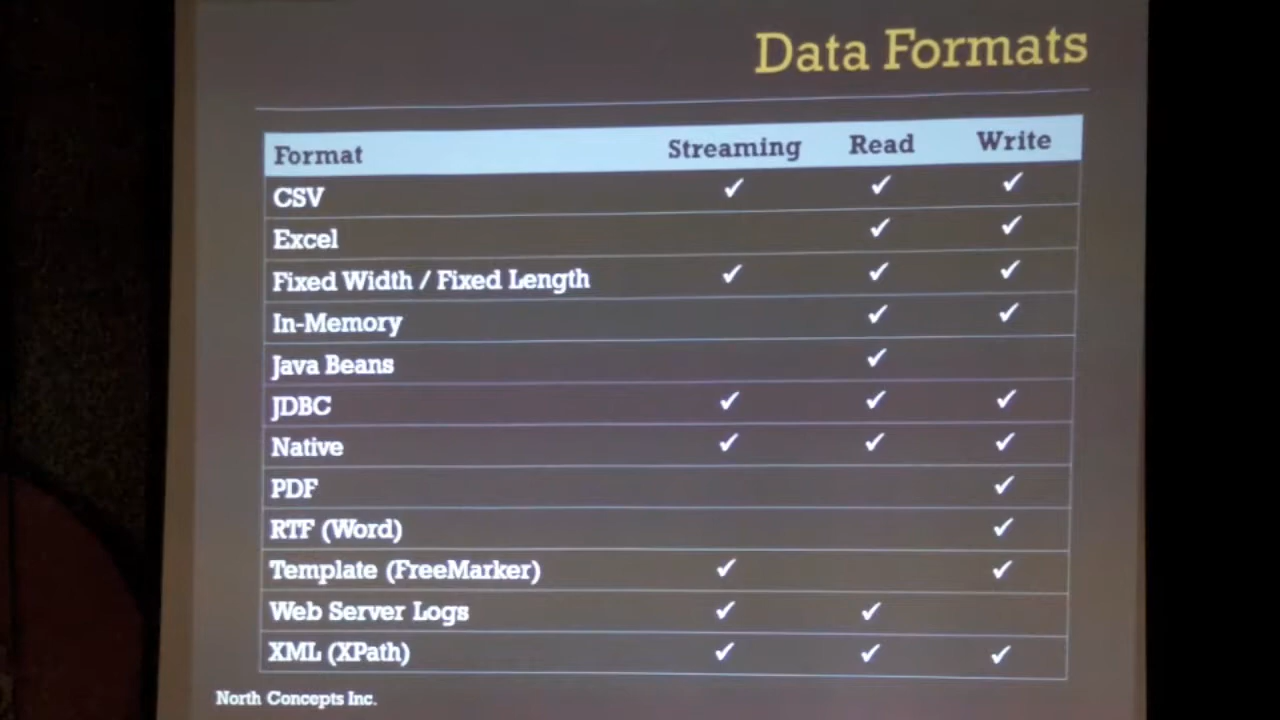 Data Formats
Format Streaming Read Write
CSV ✓ ✓ ✓
Excel ✓ ✓
Fixed Width / Fixed Length ✓ ✓ ✓
In-Memory ✓ ✓
Java Beans ✓
JDBC ✓ ✓ ✓
Native ✓ ✓ ✓
PDF ✓
RTF (Word) ✓
Template (FreeMarker) ✓ ✓
Web Server Logs ✓ ✓
XML (XPath) ✓ ✓ ✓
North Concepts Inc.